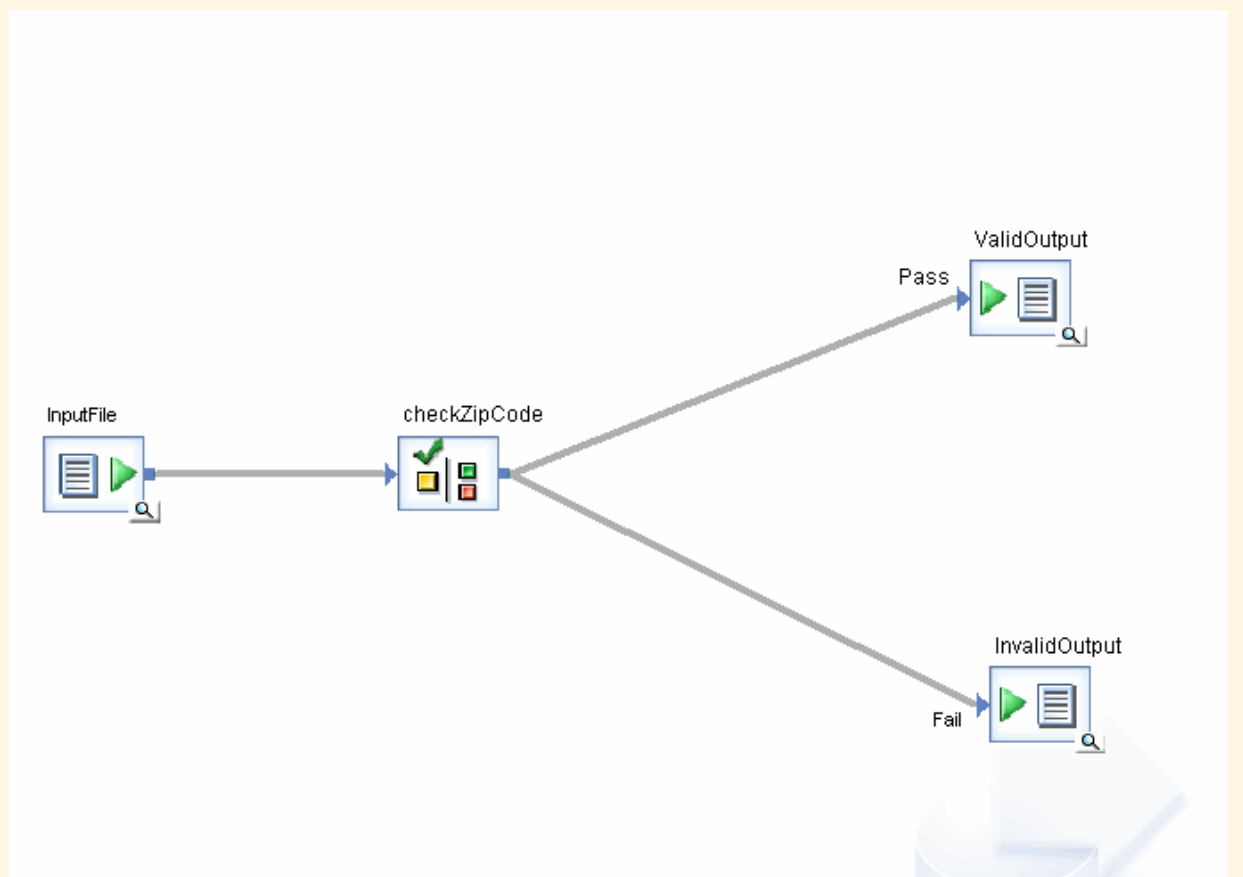 ValidOutput
Pass
InputFile
checkZipCode
InvalidOutput
Fail